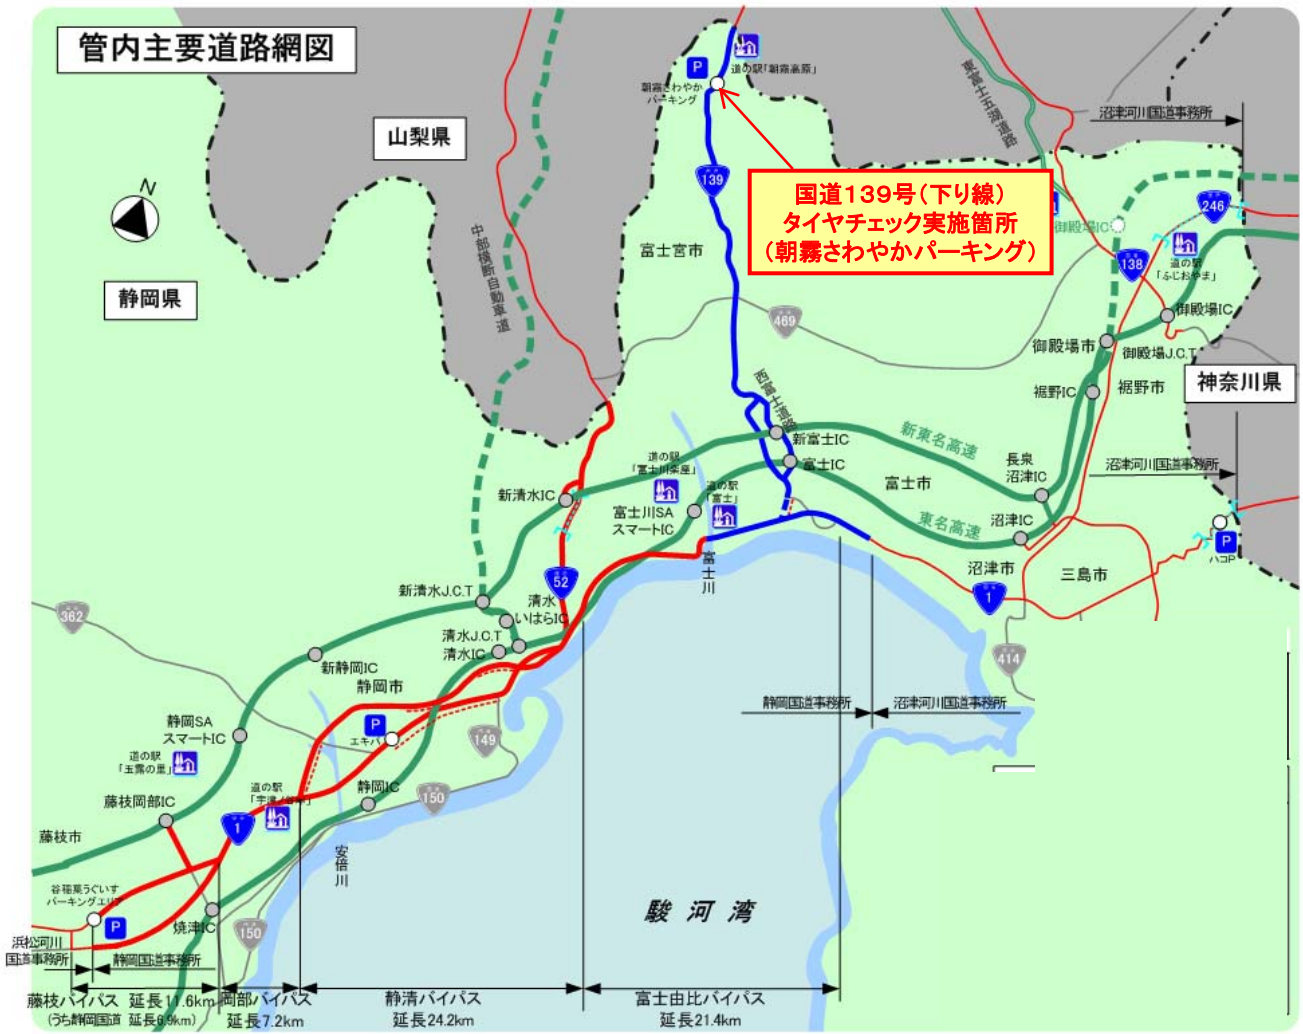 管内主要道路網図
N
山梨県
静岡県
中部横断自動車道
東富士五湖道路
P
朝霧さわやか
パーキング
道の駅「朝霧高原」
139
国道139号(下り線)
タイヤチェック実施箇所
(朝霧さわやかパーキング)
沼津河川国道事務所
246
御殿場IC
138
道の駅
「ふじおやま」
富士宮市
469
御殿場IC
御殿場市
御殿場J.C.T
裾野IC
裾野市
神奈川県
西富士道路
新東名高速
新富士IC
富士IC
富士市
長泉
沼津IC
沼津河川国道事務所
道の駅
「富士川楽座」
道の駅
「富士」
新清水IC
富士川SA
スマートIC
東名高速
沼津IC
P
沼津市
三島市
富士川
52
1
新清水J.C.T
清水
いはらIC
清水J.C.T
清水IC
362
新静岡IC
静岡市
414
静岡国道事務所
沼津河川国道事務所
静岡SA
スマートIC
P
エキパ
149
道の駅
「玉露の里」
道の駅
静岡IC
150
藤枝岡部IC
1
藤枝市
安倍川
谷稲葉うぐいす
パーキングエリア
P
焼津IC
150
駿河湾
浜松河川
国道事務所
静岡国道事務所
藤枝バイパス 延長11.6km
(うち静岡国道 延長6.9km)
岡部バイパス
延長7.2km
静清バイパス
延長24.2km
富士由比バイパス
延長21.4km